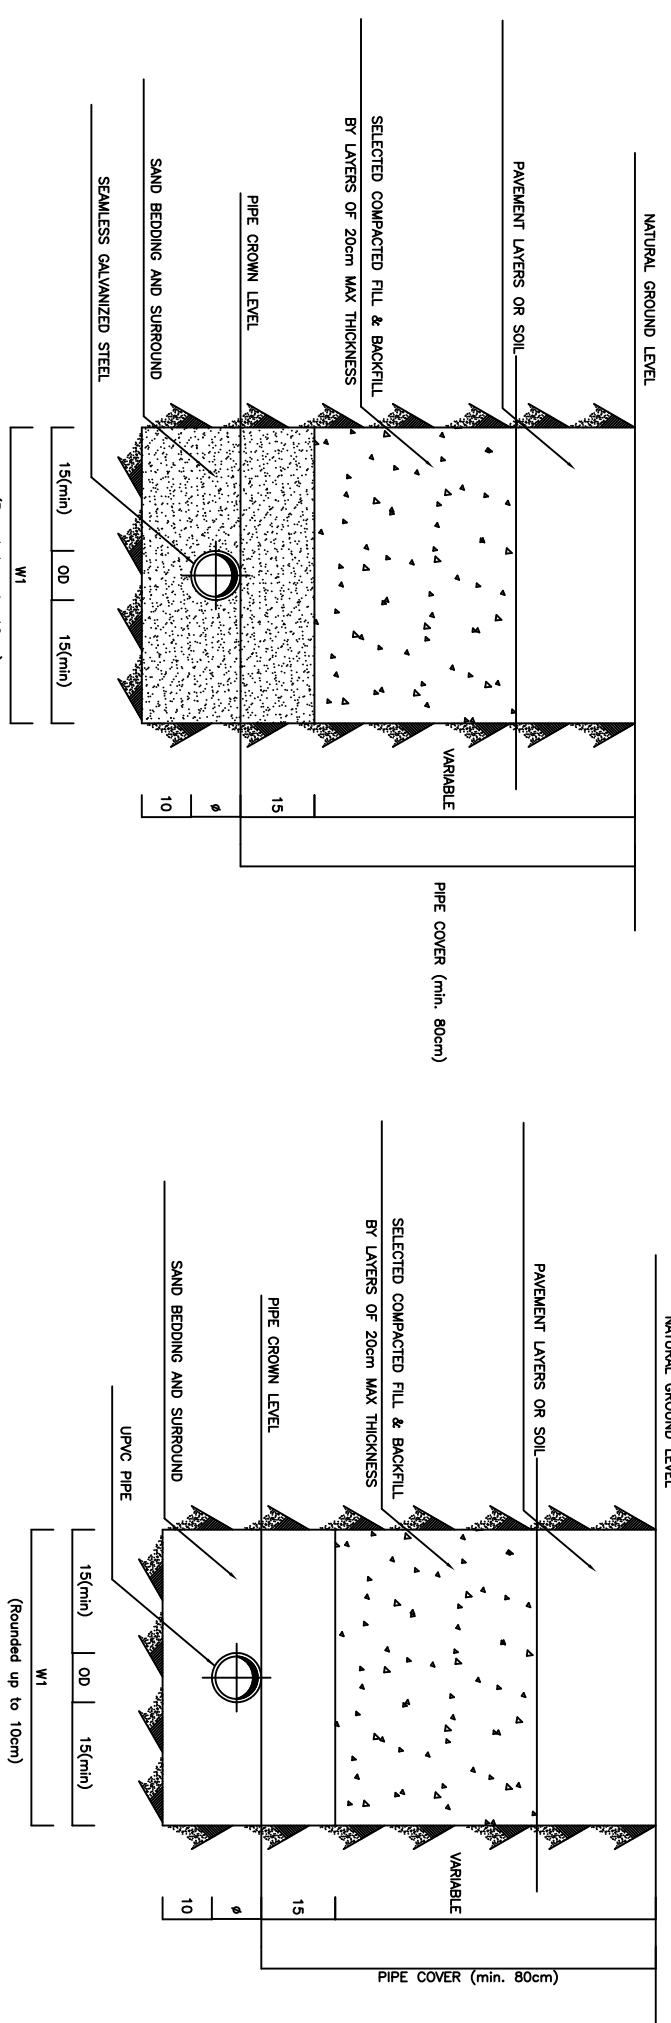 NATURAL GROUND LEVEL
PAVEMENT LAYERS OR SOIL
SELECTED COMPACTED FILL & BACKFILL
BY LAYERS OF 20cm MAX THICKNESS
PIPE CROWN LEVEL
SAND BEDDING AND SURROUND
SEAMLESS GALVANIZED STEEL
VARIABLE
15
ø
10
PIPE COVER (min. 80cm)
15(min)
OD
15(min)
W1
NATURAL GROUND LEVEL
PAVEMENT LAYERS OR SOIL
SELECTED COMPACTED FILL & BACKFILL
BY LAYERS OF 20cm MAX THICKNESS
PIPE CROWN LEVEL
SAND BEDDING AND SURROUND
UPVC PIPE
VARIABLE
15
ø
10
PIPE COVER (min. 80cm)
15(min)
OD
15(min)
W1
(Rounded up to 10cm)